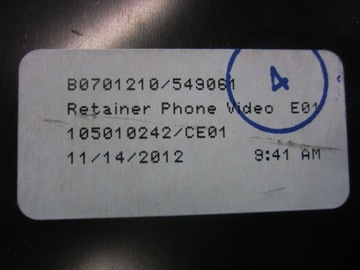 B0701210/549061
4
Retainer Phone Video E01
105010242/CE01
11/14/2012 9:41 AM